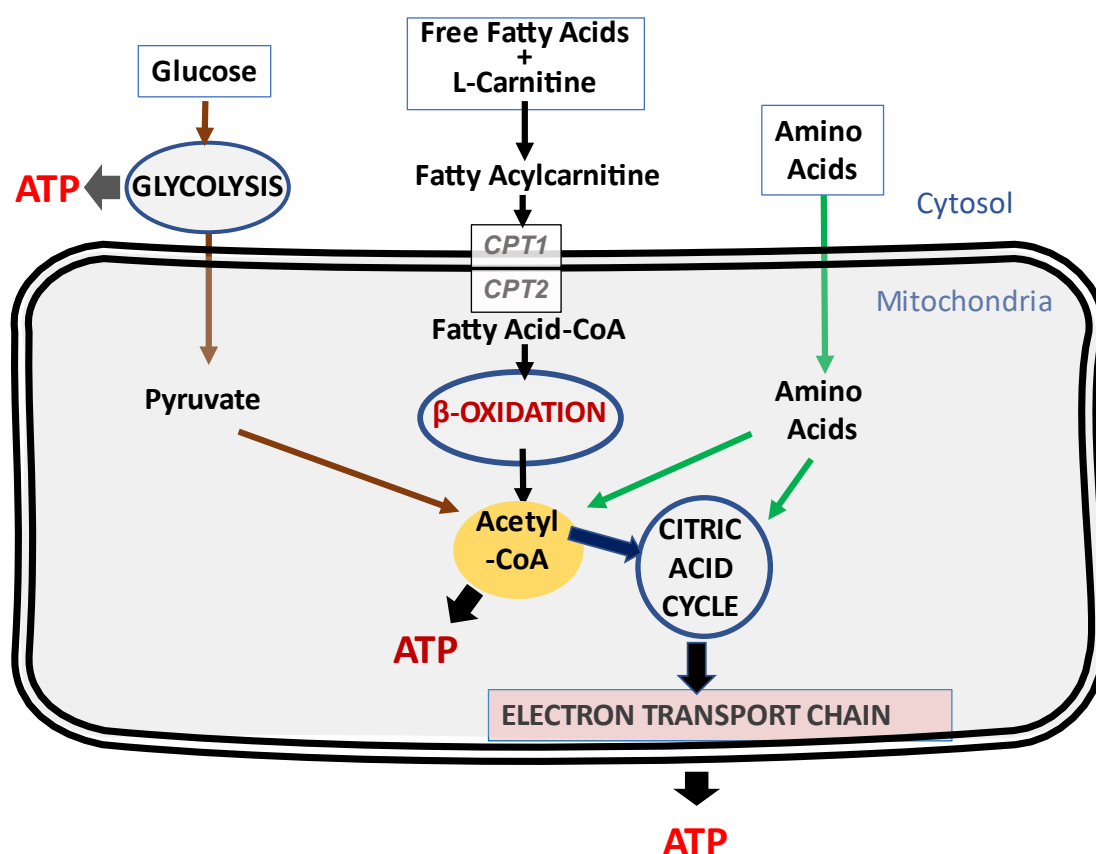 Glucose
ATP
GLYCOLYSIS
Pyruvate
Free Fatty Acids
+
L-Carnitine
Fatty Acylcarnitine
CPT1
CPT2
Fatty Acid-CoA
β-OXIDATION
Acetyl
-CoA
ATP
Amino
Acids
Cytosol
Mitochondria
Amino
Acids
CITRIC
ACID
CYCLE
ELECTRON TRANSPORT CHAIN
ATP